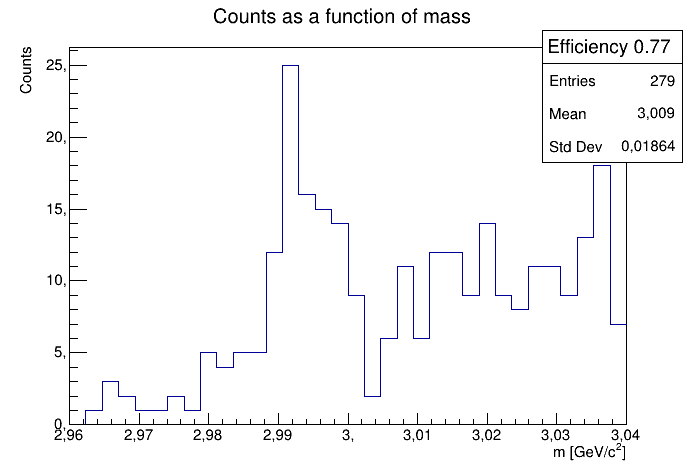 Counts as a function of mass
Efficiency 0.77
Entries 279
Mean 3,009
Std Dev 0,01864
Counts
25,
20,
15,
10,
5,
0,
2,96 2,97 2,98 2,99 3, 3,01 3,02 3,03 3,04
m [GeV/c²]